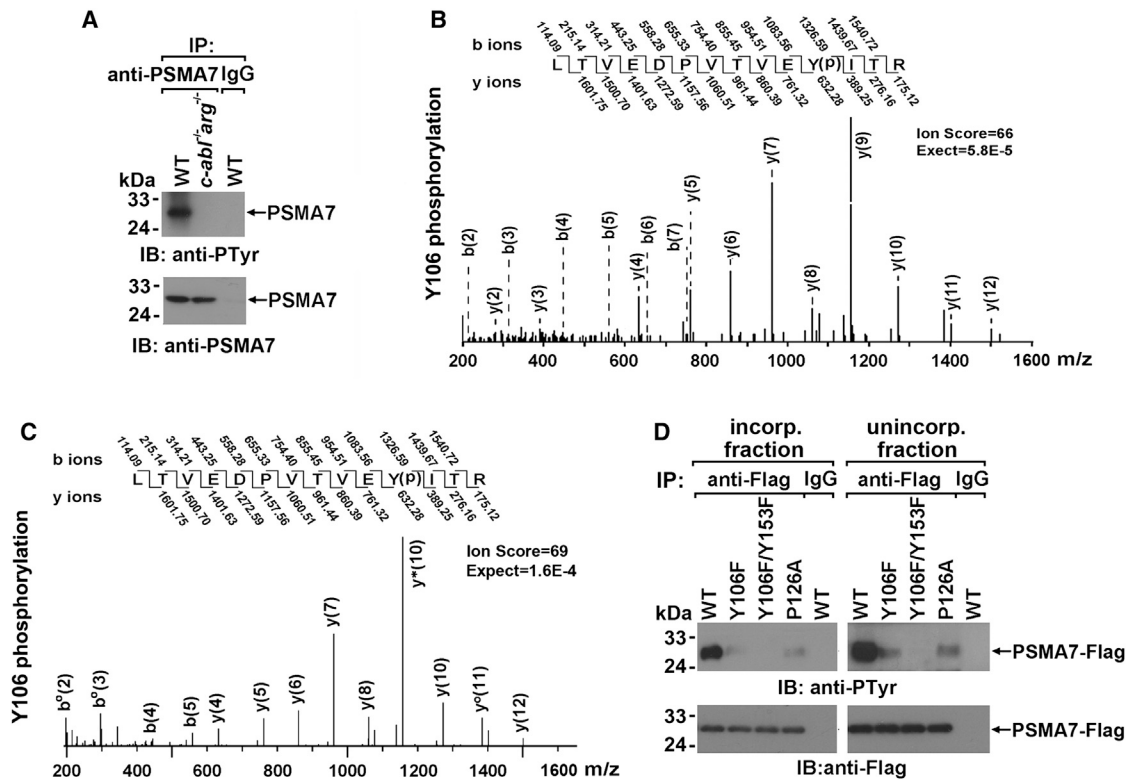 A
IP:
anti-PSMA7 IgG
WT
c-abl-/-arg-/-
WT
kDa
33-
24-
←PSMA7
IB: anti-PTyr
33-
24-
←PSMA7
IB: anti-PSMA7
B
b ions
114.09 215.14 314.21 443.25 558.28 655.33 754.40 855.45 954.51 1083.56 1326.59 1439.67 1540.72
L T V E D P V T V E Y(p) I T R
y ions
1601.75 1500.70 1401.63 1272.59 1157.56 1060.51 961.44 860.39 761.32 632.28 389.25 276.16 175.12
Ion Score=66
Exect=5.8E-5
Y106 phosphorylation
b(2)
y(2)
b(3)
y(3)
b(4)
b(5)
y(4)
b(6)
b(7)
y(5)
y(6)
y(7)
y(8)
y(9)
y(10)
y(11)
y(12)
200 400 600 800 1000 1200 1400 1600 m/z
C
b ions
114.09 215.14 314.21 443.25 558.28 655.33 754.40 855.45 954.51 1083.56 1326.59 1439.67 1540.72
L T V E D P V T V E Y(p) I T R
y ions
1601.75 1500.70 1401.63 1272.59 1157.56 1060.51 961.44 860.39 761.32 632.28 389.25 276.16 175.12
Ion Score=69
Expect=1.6E-4
Y106 phosphorylation
bº(2)
bº(3)
b(4)
b(5)
y(4)
y(5)
y(6)
y(7)
y(8)
y*(10)
y(10)
yº(11)
y(12)
200 400 600 800 1000 1200 1400 1600 m/z
D
incorp. fraction
unincorp. fraction
IP: anti-Flag IgG anti-Flag IgG
WT
Y106F
Y106F/Y153F
P126A
WT
WT
Y106F
Y106F/Y153F
P126A
WT
kDa
33-
24-
←PSMA7-Flag
IB: anti-PTyr
33-
24-
←PSMA7-Flag
IB:anti-Flag